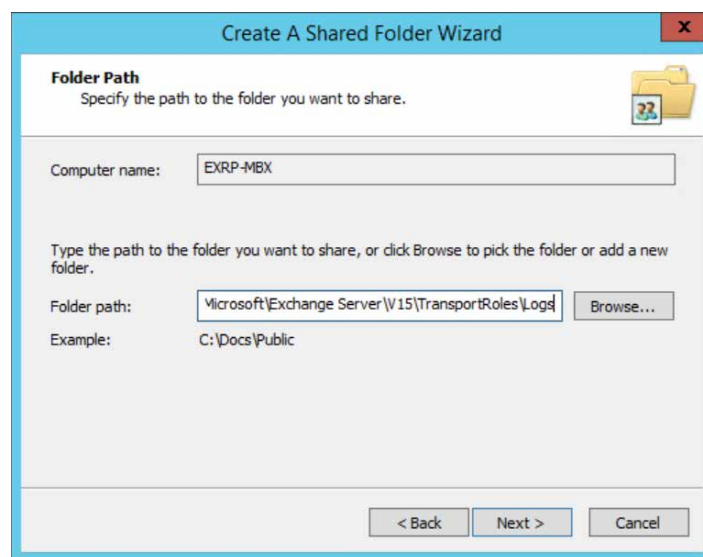 Create A Shared Folder Wizard
x
Folder Path
Specify the path to the folder you want to share.
Computer name:
EXRP-MBX
Type the path to the folder you want to share, or click Browse to pick the folder or add a new
folder.
Folder path:
Microsoft\Exchange Server\V15\TransportRoles\Logs
Browse...
Example:
C:\Docs\Public
< Back
Next >
Cancel